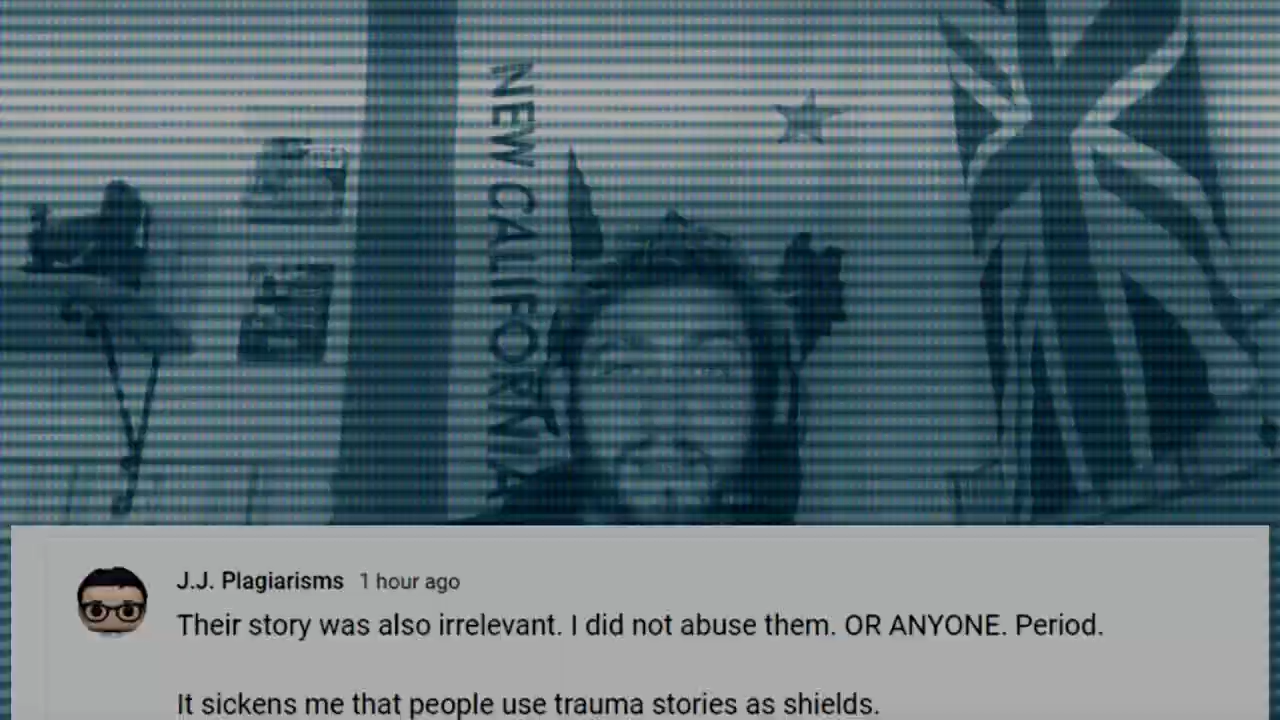 NEW CALIFORNIA
J.J. Plagiarisms 1 hour ago
Their story was also irrelevant. I did not abuse them. OR ANYONE. Period.
It sickens me that people use trauma stories as shields.